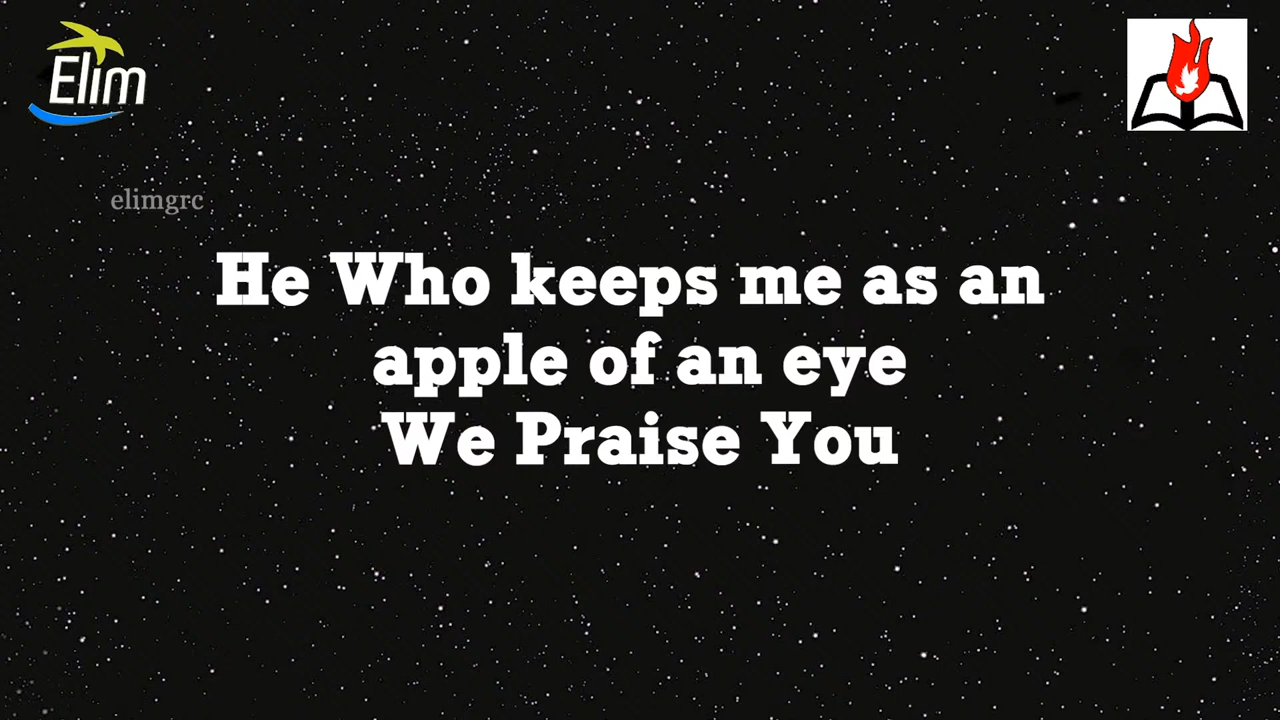 Elim
elimgrc
He Who keeps me as an
apple of an eye
We Praise You